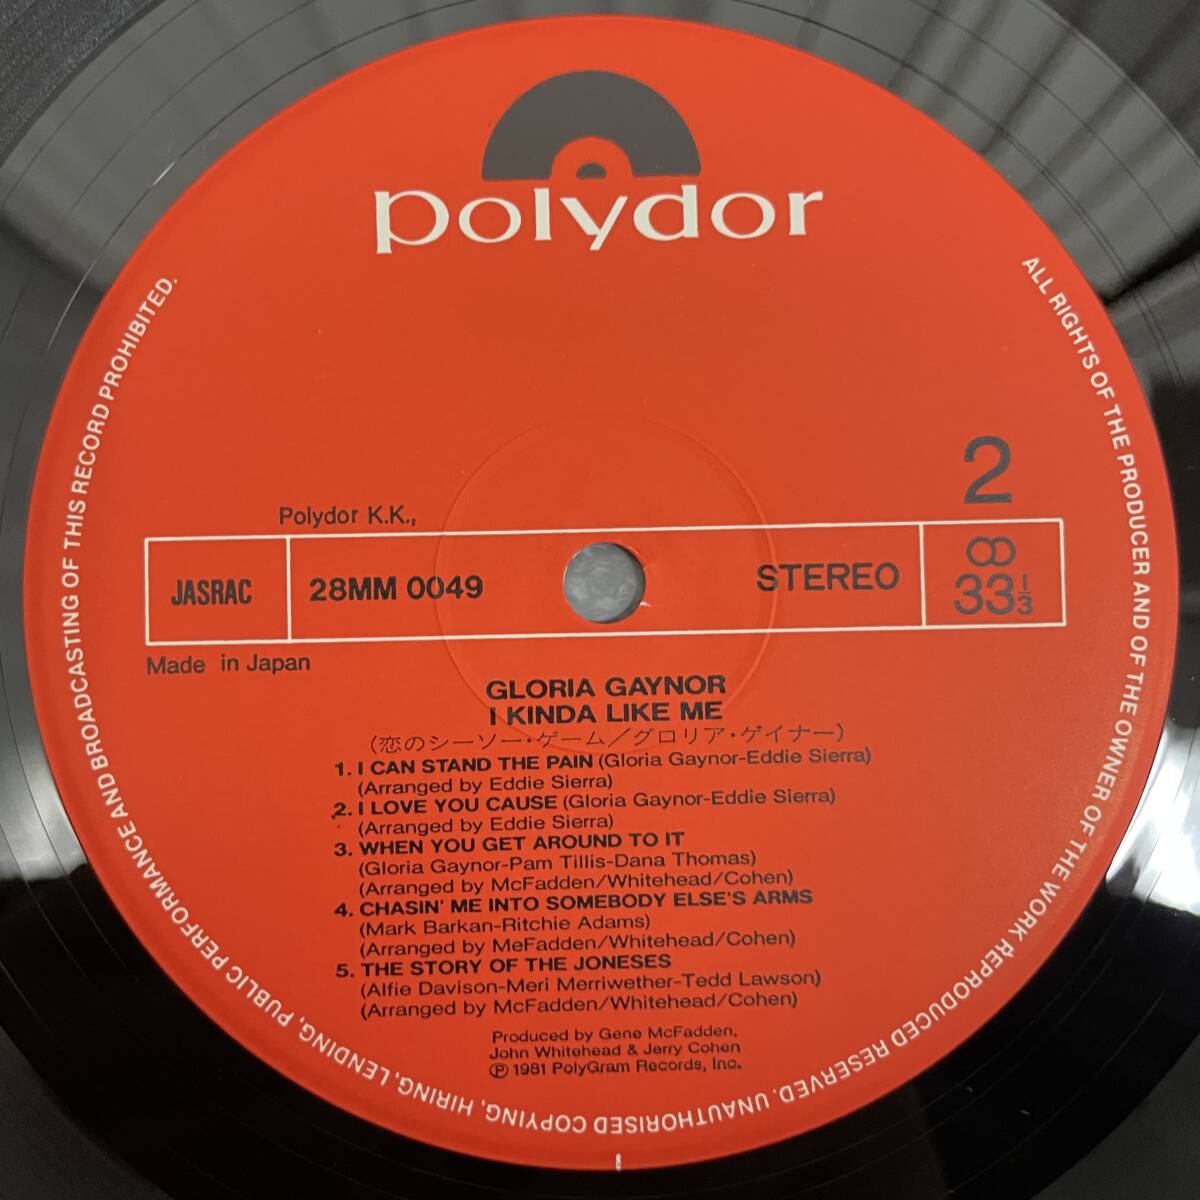 polydor
2
Polydor K.K.,
JASRAC
28MM 0049
STEREO
33⅓
Made in Japan
GLORIA GAYNOR
I KINDA LIKE ME
(恋のシーソー・ゲーム/グロリア・ゲイナー)
1. I CAN STAND THE PAIN (Gloria Gaynor-Eddie Sierra)
(Arranged by Eddie Sierra)
2. I LOVE YOU CAUSE (Gloria Gaynor-Eddie Sierra)
(Arranged by Eddie Sierra)
3. WHEN YOU GET AROUND TO IT
(Gloria Gaynor-Pam Tillis-Dana Thomas)
(Arranged by McFadden/Whitehead/Cohen)
4. CHASIN' ME INTO SOMEBODY ELSE'S ARMS
(Mark Barkan-Ritchie Adams)
(Arranged by MeFadden/Whitehead/Cohen)
5. THE STORY OF THE JONESES
(Alfie Davison-Meri Merriwether-Tedd Lawson)
(Arranged by McFadden/Whitehead/Cohen)
Produced by Gene McFadden,
John Whitehead & Jerry Cohen
℗ 1981 PolyGram Records, Inc.
ALL RIGHTS OF THE PRODUCER AND OF THE OWNER OF THE WORK REPRODUCED RESERVED. UNAUTHORISED COPYING, HIRING, LENDING, PUBLIC PERFORMANCE AND BROADCASTING OF THIS RECORD PROHIBITED.